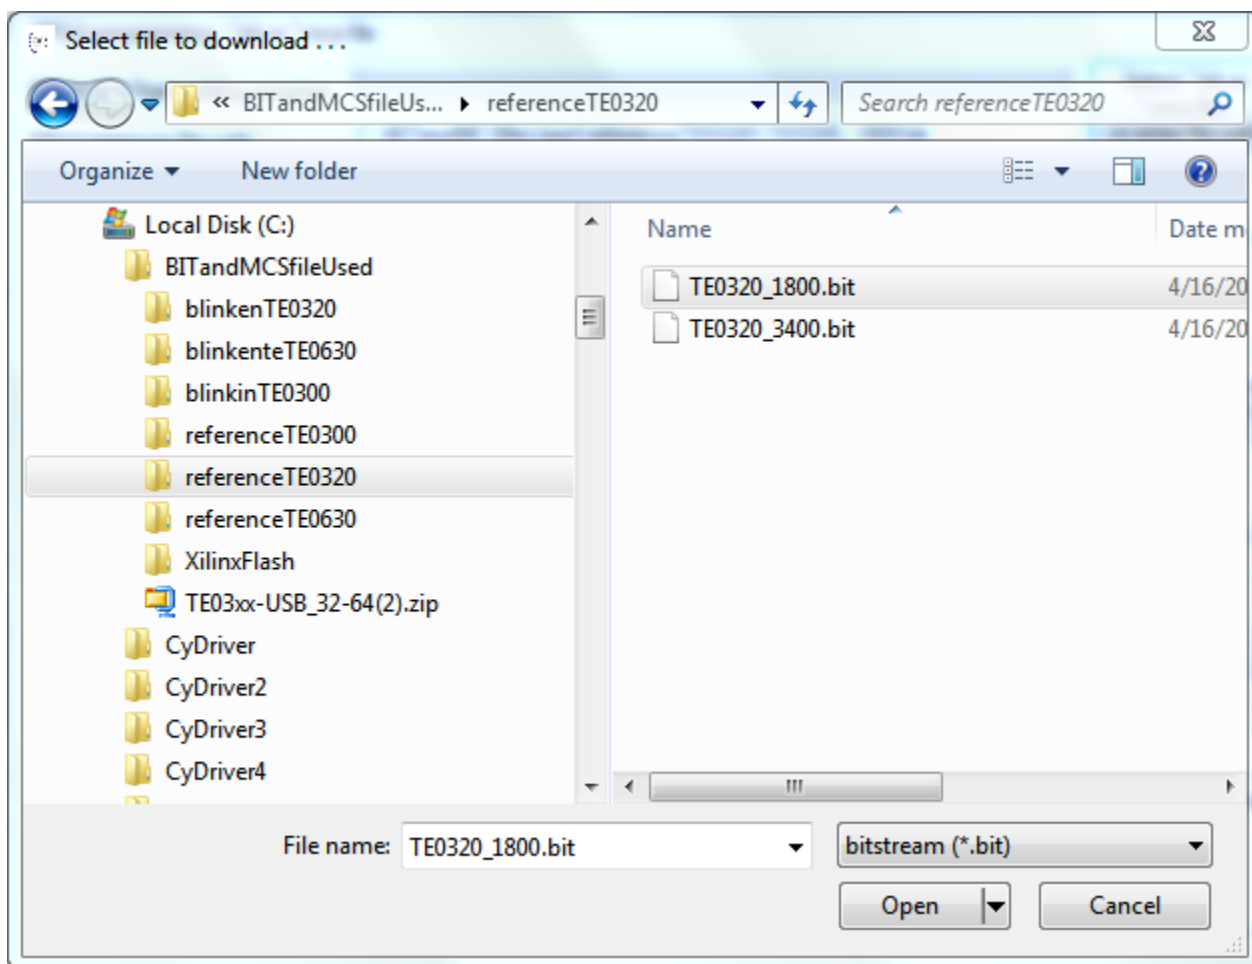 Select file to download . . .
« BITandMCSfileUs... referenceTE0320
Search referenceTE0320
Organize
New folder
Local Disk (C:)
BITandMCSfileUsed
blinkenTE0320
blinkenteTE0630
blinkinTE0300
referenceTE0300
referenceTE0320
referenceTE0630
XilinxFlash
TE03xx-USB_32-64(2).zip
CyDriver
CyDriver2
CyDriver3
CyDriver4
Name Date m
TE0320_1800.bit 4/16/20
TE0320_3400.bit 4/16/20
File name: TE0320_1800.bit
bitstream (*.bit)
Open
Cancel